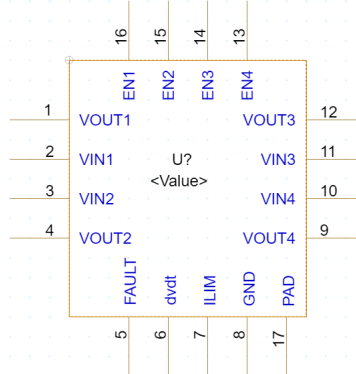 16 15 14 13
EN1 EN2 EN3 EN4
1 VOUT1 VOUT3 12
2 VIN1 U? VIN3 11
<Value>
3 VIN2 VIN4 10
4 VOUT2 VOUT4 9
FAULT dvdt ILIM GND PAD
5 6 7 8 17